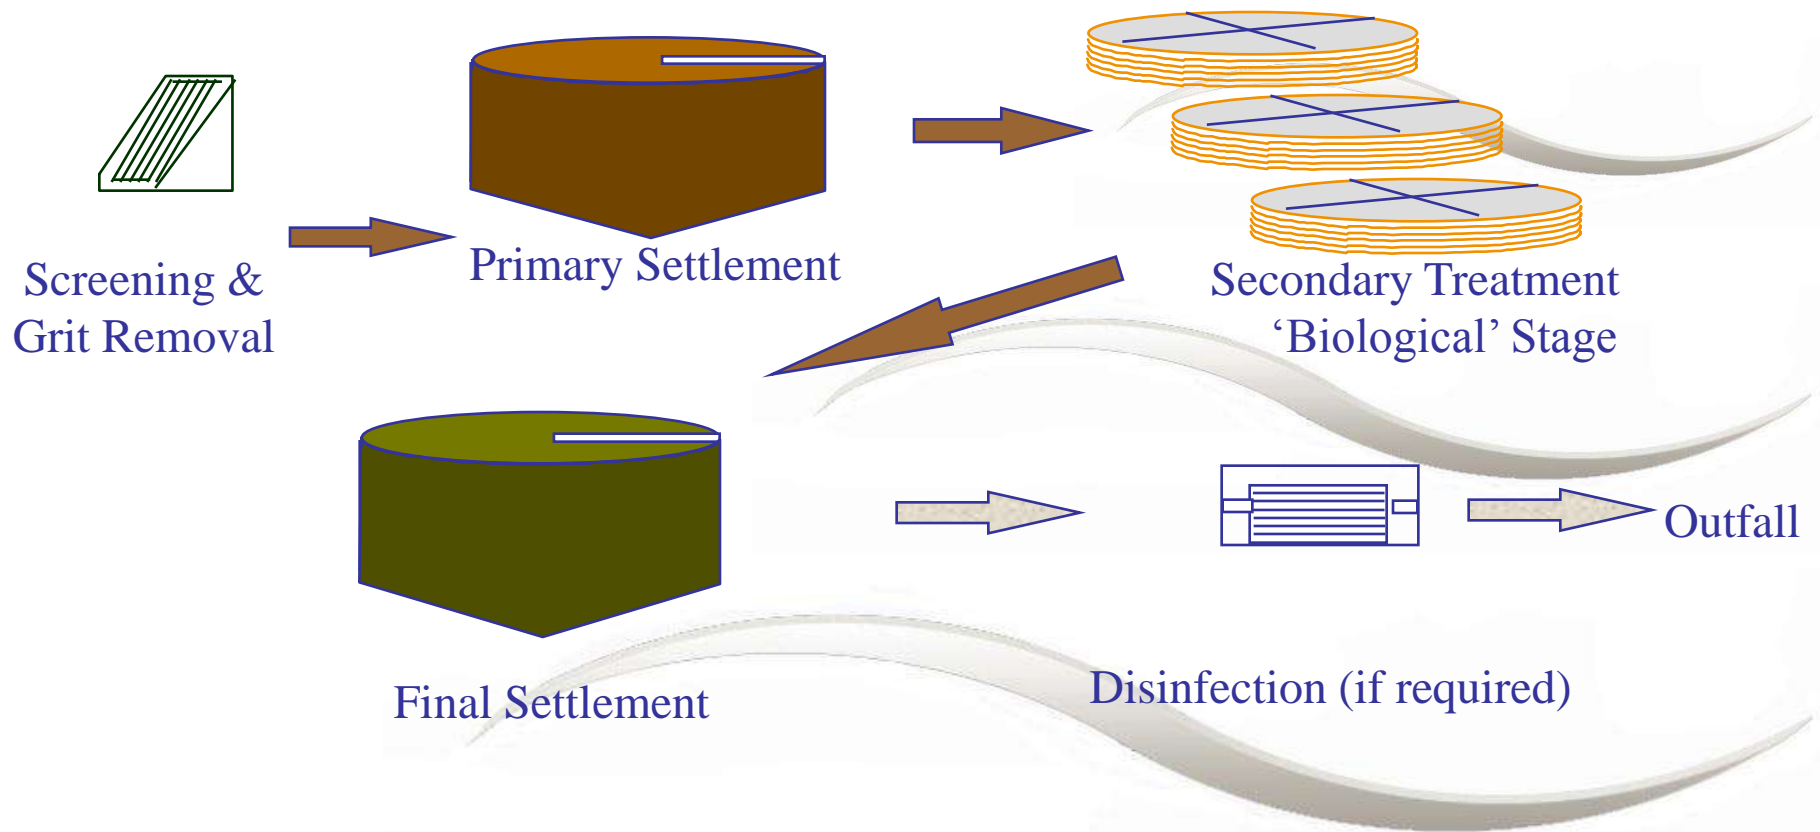 Screening &
Grit Removal
Primary Settlement
Secondary Treatment
‘Biological’ Stage
Final Settlement
Disinfection (if required)
Outfall